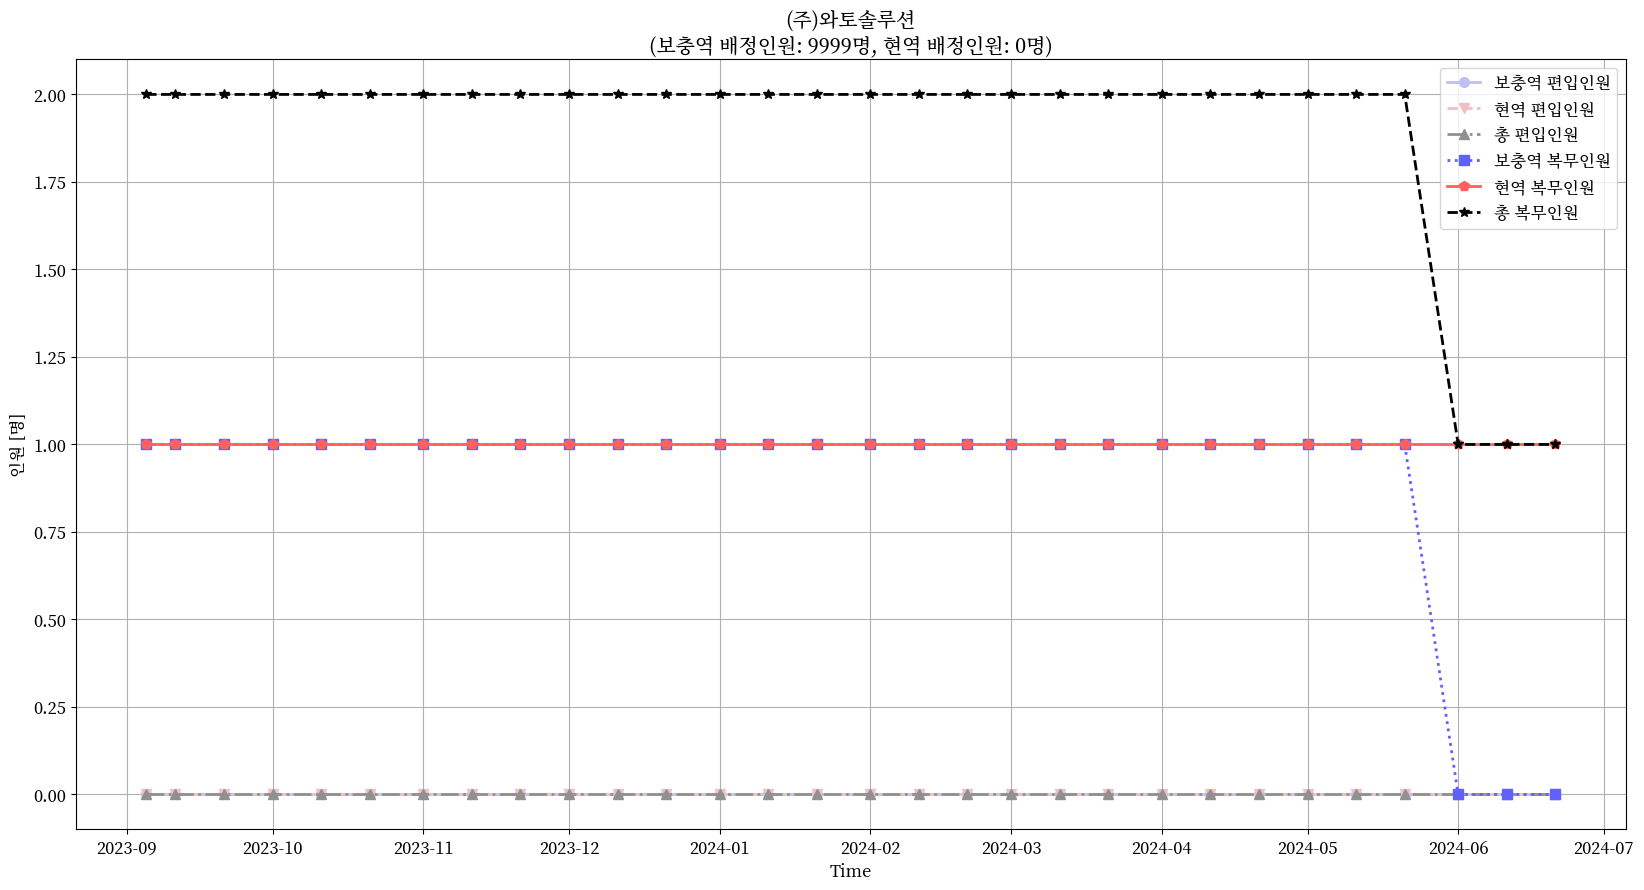 (주)와토솔루션
(보충역 배정인원: 9999명, 현역 배정인원: 0명)
보충역 편입인원
현역 편입인원
총 편입인원
보충역 복무인원
현역 복무인원
총 복무인원
2.00
1.75
1.50
1.25
1.00
0.75
0.50
0.25
0.00
인원 [명]
2023-09
2023-10
2023-11
2023-12
2024-01
2024-02
2024-03
2024-04
2024-05
2024-06
2024-07
Time